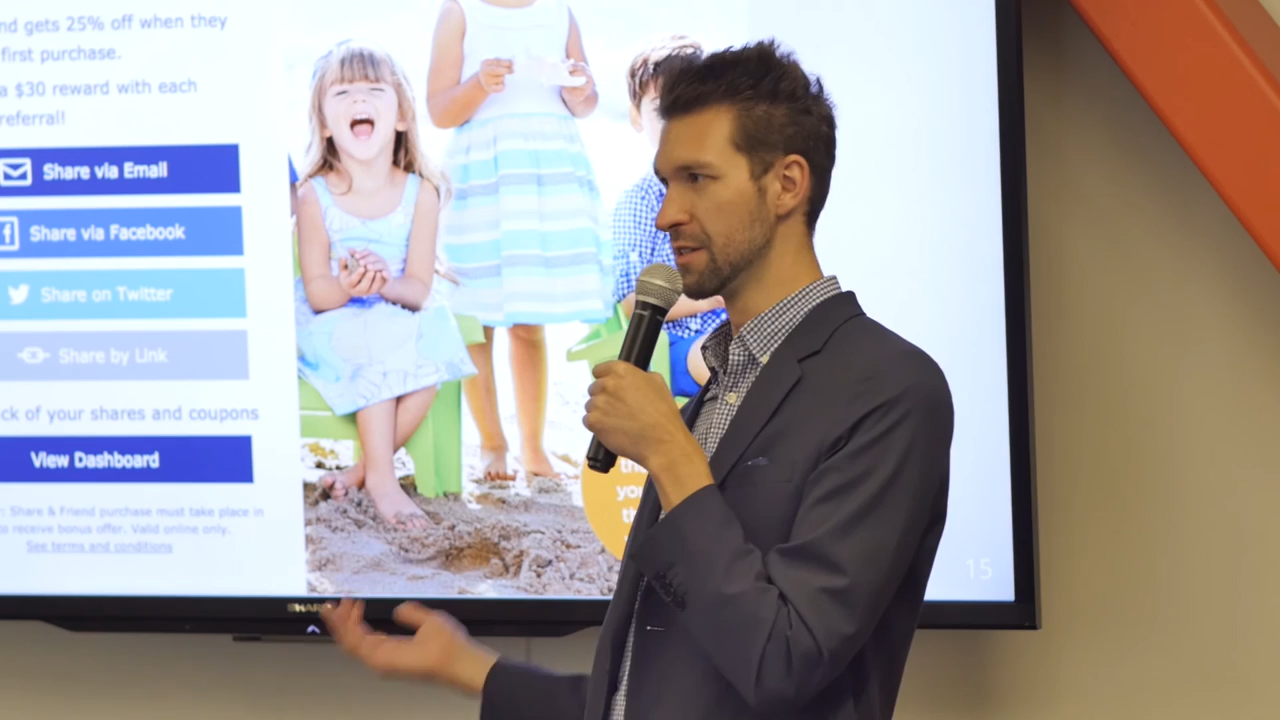 nd gets 25% off when they
first purchase.
a $30 reward with each
referral!
Share via Email
f Share via Facebook
Share on Twitter
Share by Link
ck of your shares and coupons
View Dashboard
: Share & Friend purchase must take place in
o receive bonus offer. Valid online only.
See terms and conditions
you
15
SHARP